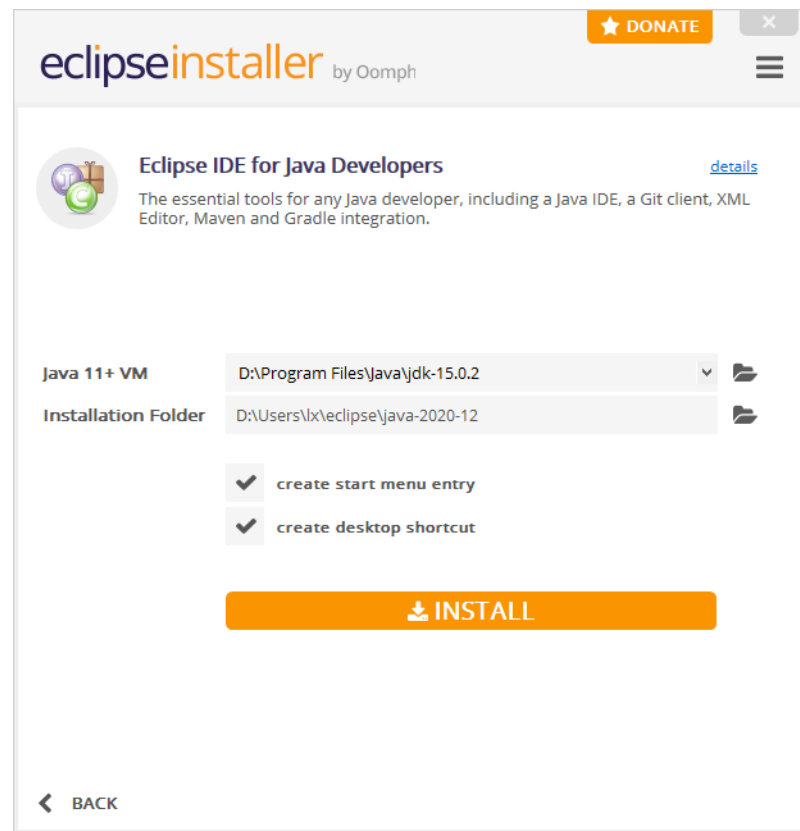 DONATE
eclipseinstaller by Oomph
Eclipse IDE for Java Developers details
The essential tools for any Java developer, including a Java IDE, a Git client, XML
Editor, Maven and Gradle integration.
Java 11+ VM D:\Program Files\Java\jdk-15.0.2
Installation Folder D:\Users\lx\eclipse\java-2020-12
create start menu entry
create desktop shortcut
INSTALL
BACK